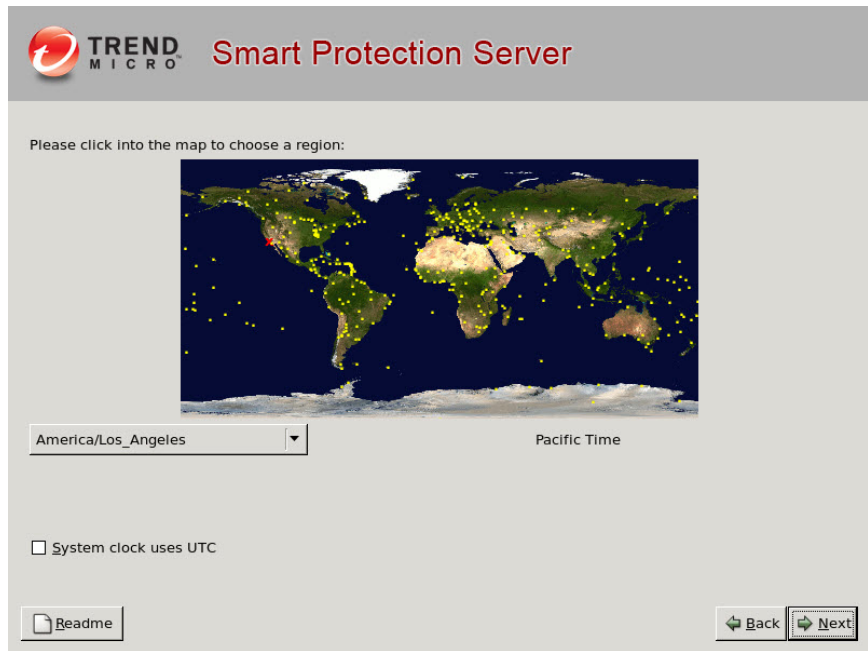 TREND
MICRO™
Smart Protection Server
Please click into the map to choose a region:
America/Los_Angeles
Pacific Time
System clock uses UTC
Readme
Back
Next